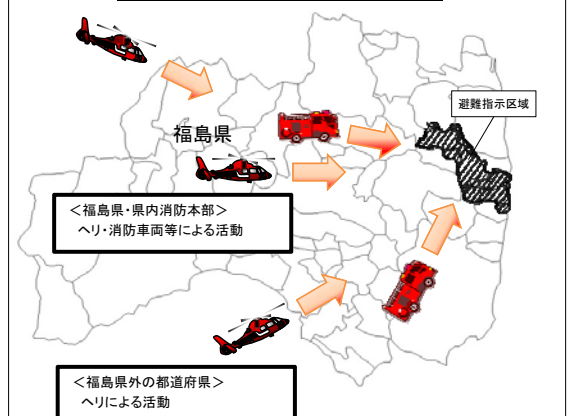 避難指示区域
福島県
＜福島県・県内消防本部＞
ヘリ・消防車両等による活動
＜福島県外の都道府県＞
ヘリによる活動